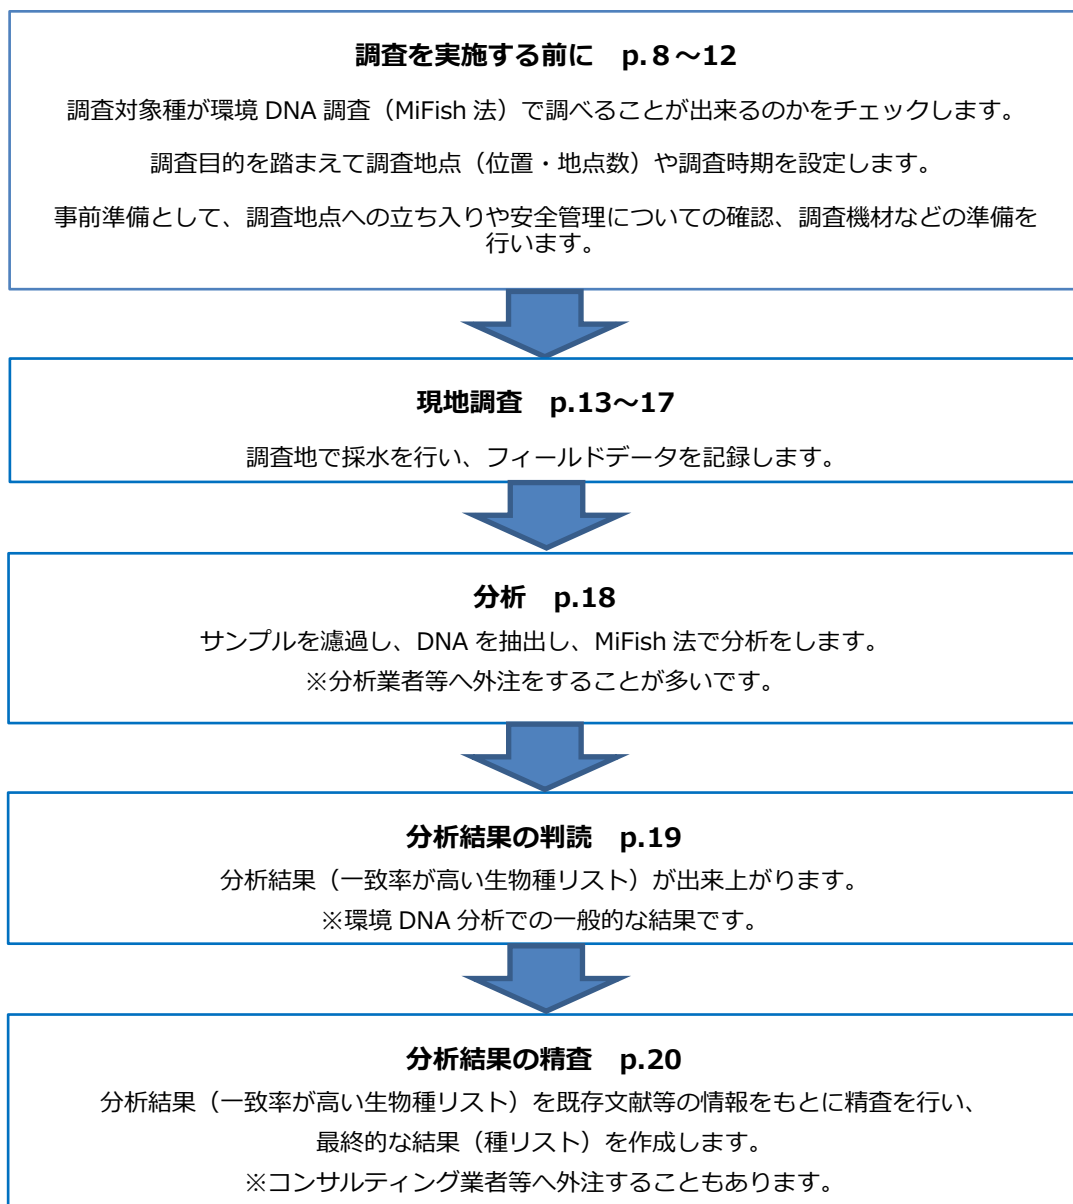 調査を実施する前に　p.８～12
調査対象種が環境 DNA 調査（MiFish 法）で調べることが出来るのかをチェックします。
調査目的を踏まえて調査地点（位置・地点数）や調査時期を設定します。
事前準備として、調査地点への立ち入りや安全管理についての確認、調査機材などの準備を
行います。
現地調査　p.13～17
調査地で採水を行い、フィールドデータを記録します。
分析　p.18
サンプルを濾過し、DNA を抽出し、MiFish 法で分析をします。
※分析業者等へ外注をすることが多いです。
分析結果の判読　p.19
分析結果（一致率が高い生物種リスト）が出来上がります。
※環境 DNA 分析での一般的な結果です。
分析結果の精査　p.20
分析結果（一致率が高い生物種リスト）を既存文献等の情報をもとに精査を行い、
最終的な結果（種リスト）を作成します。
※コンサルティング業者等へ外注することもあります。